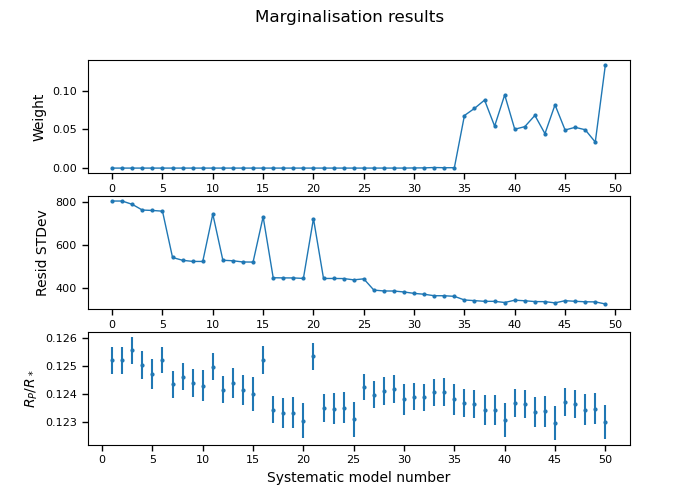 Marginalisation results
Weight
0.10
0.05
0.00
0 5 10 15 20 25 30 35 40 45 50
Resid STDev
800
600
400
0 5 10 15 20 25 30 35 40 45 50
R_P/R_*
0.126
0.125
0.124
0.123
0 5 10 15 20 25 30 35 40 45 50
Systematic model number